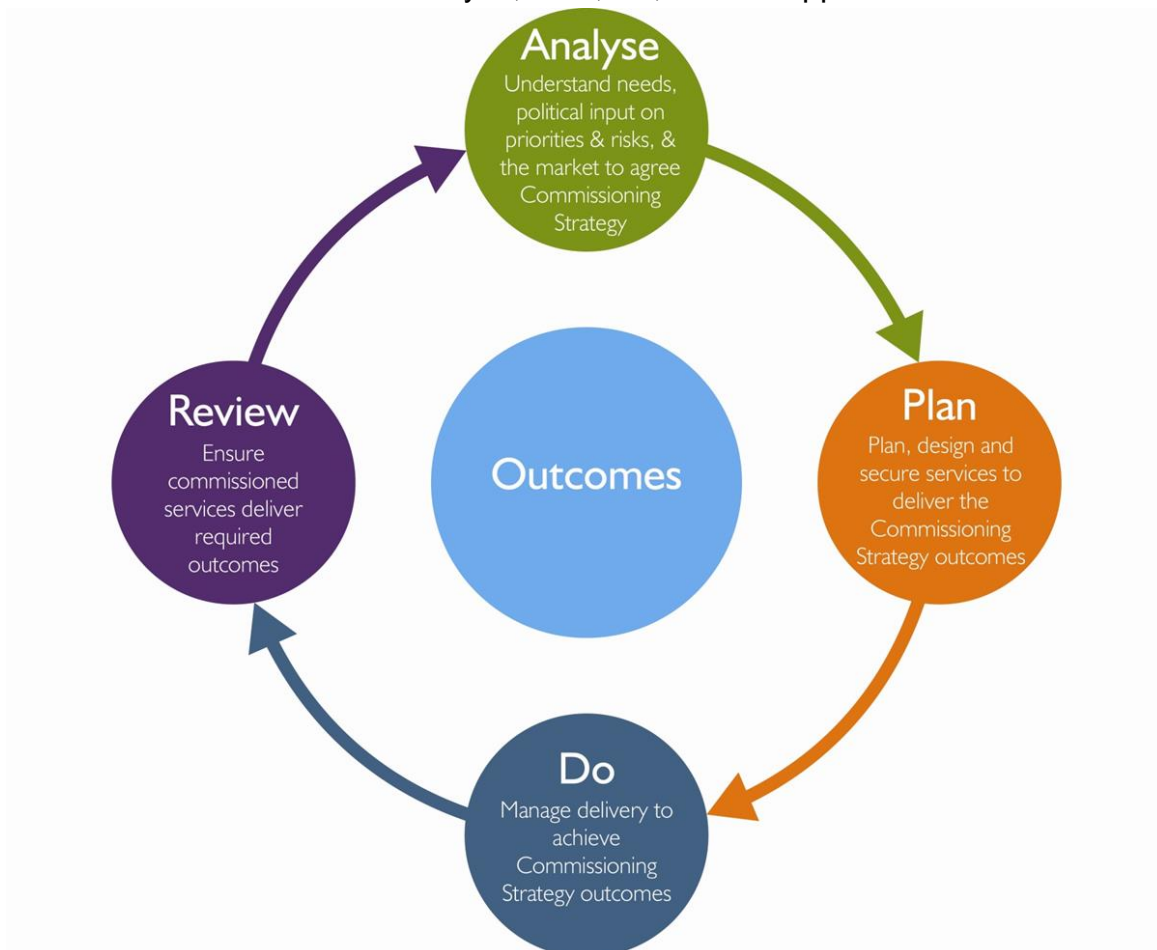 Analyse
Understand needs,
political input on
priorities & risks, &
the market to agree
Commissioning
Strategy
Plan
Plan, design and
secure services to
deliver the
Commissioning
Strategy outcomes
Do
Manage delivery to
achieve
Commissioning
Strategy outcomes
Review
Ensure
commissioned
services deliver
required
outcomes
Outcomes